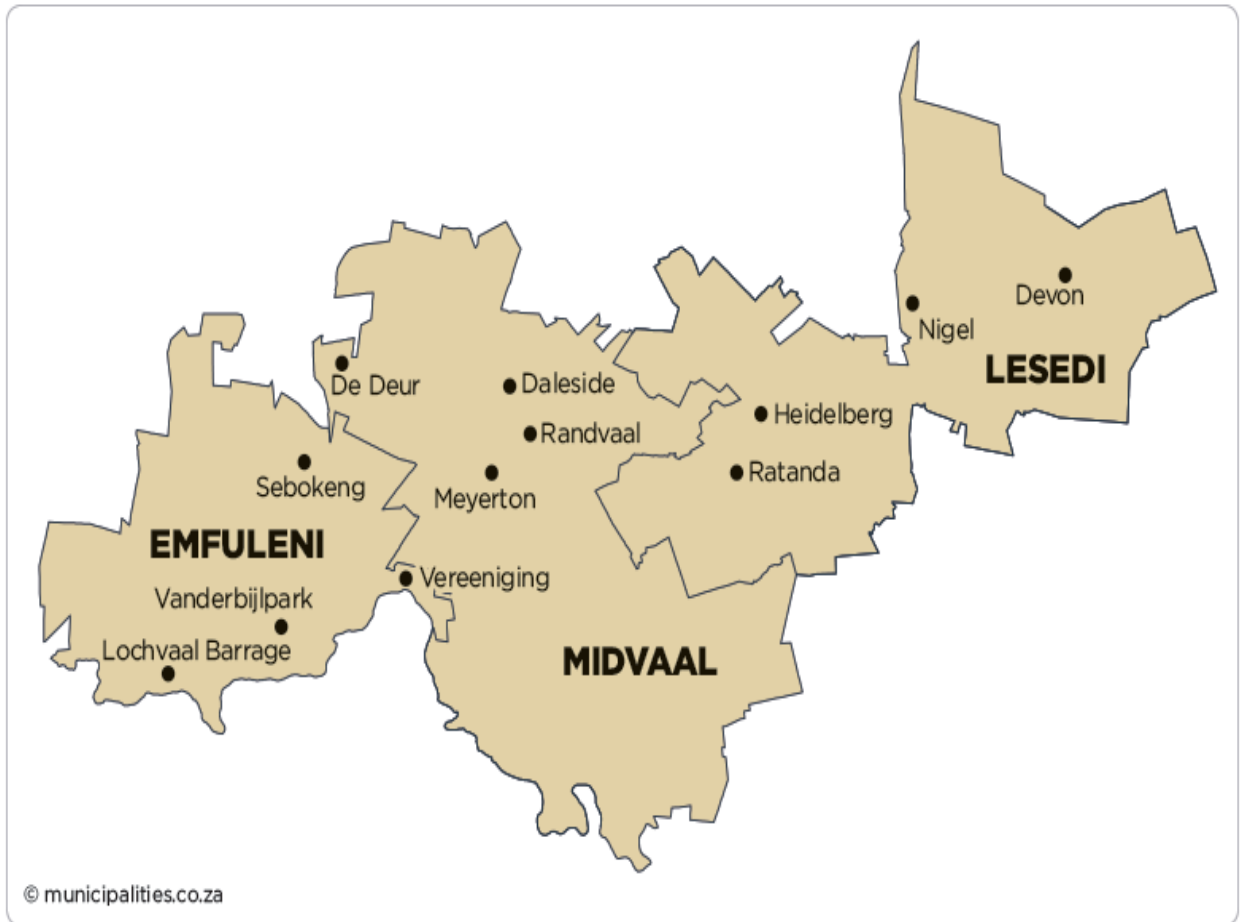 Devon
Nigel
LESEDI
De Deur
Daleside
Heidelberg
Randvaal
Ratanda
Sebokeng
Meyerton
EMFULENI
Vereeniging
Vanderbijlpark
Lochvaal Barrage
MIDVAAL
© municipalities.co.za